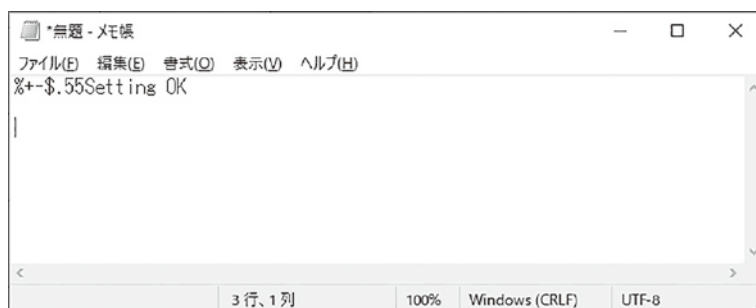 *無題 - メモ帳
ファイル(F) 編集(E) 書式(O) 表示(V) ヘルプ(H)
%+-$.55Setting OK
3 行、1 列 100% Windows (CRLF) UTF-8